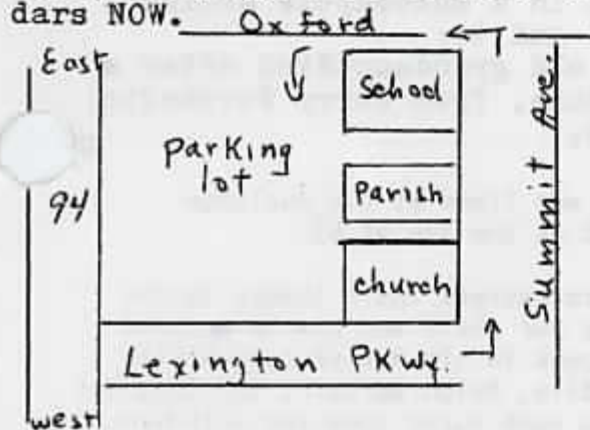 dars NOW.
Oxford
East
School
Parking
lot
Parish
94
church
Summit Ave.
Lexington PKwy.
west